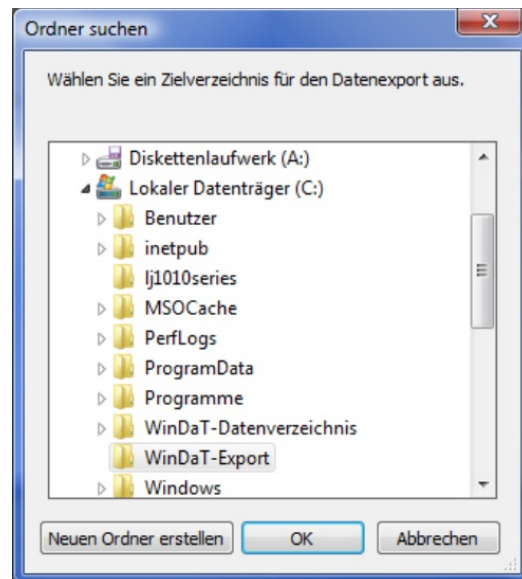 Ordner suchen
Wählen Sie ein Zielverzeichnis für den Datenexport aus.
Diskettenlaufwerk (A:)
Lokaler Datenträger (C:)
Benutzer
inetpub
lj1010series
MSOCache
PerfLogs
ProgramData
Programme
WinDaT-Datenverzeichnis
WinDaT-Export
Windows
Neuen Ordner erstellen OK Abbrechen